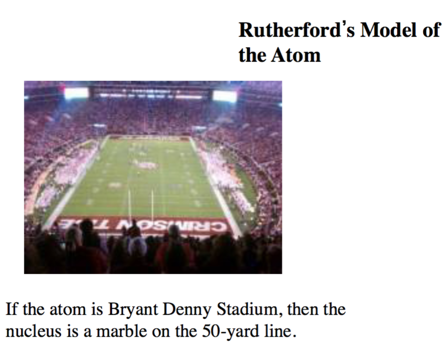 Rutherford's Model of
the Atom
CRIMSON TIDE
If the atom is Bryant Denny Stadium, then the
nucleus is a marble on the 50-yard line.